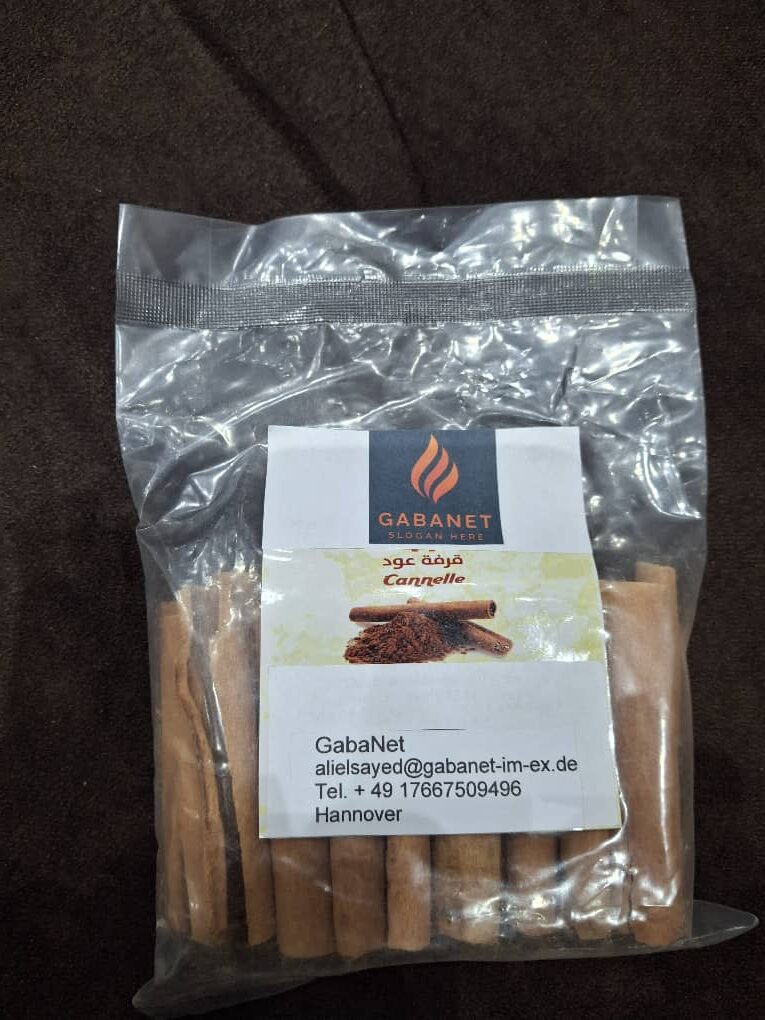 GABANET
SLOGAN HERE
قرفة عود
Cannelle
GabaNet
alielsayed@gabanet-im-ex.de
Tel. + 49 17667509496
Hannover